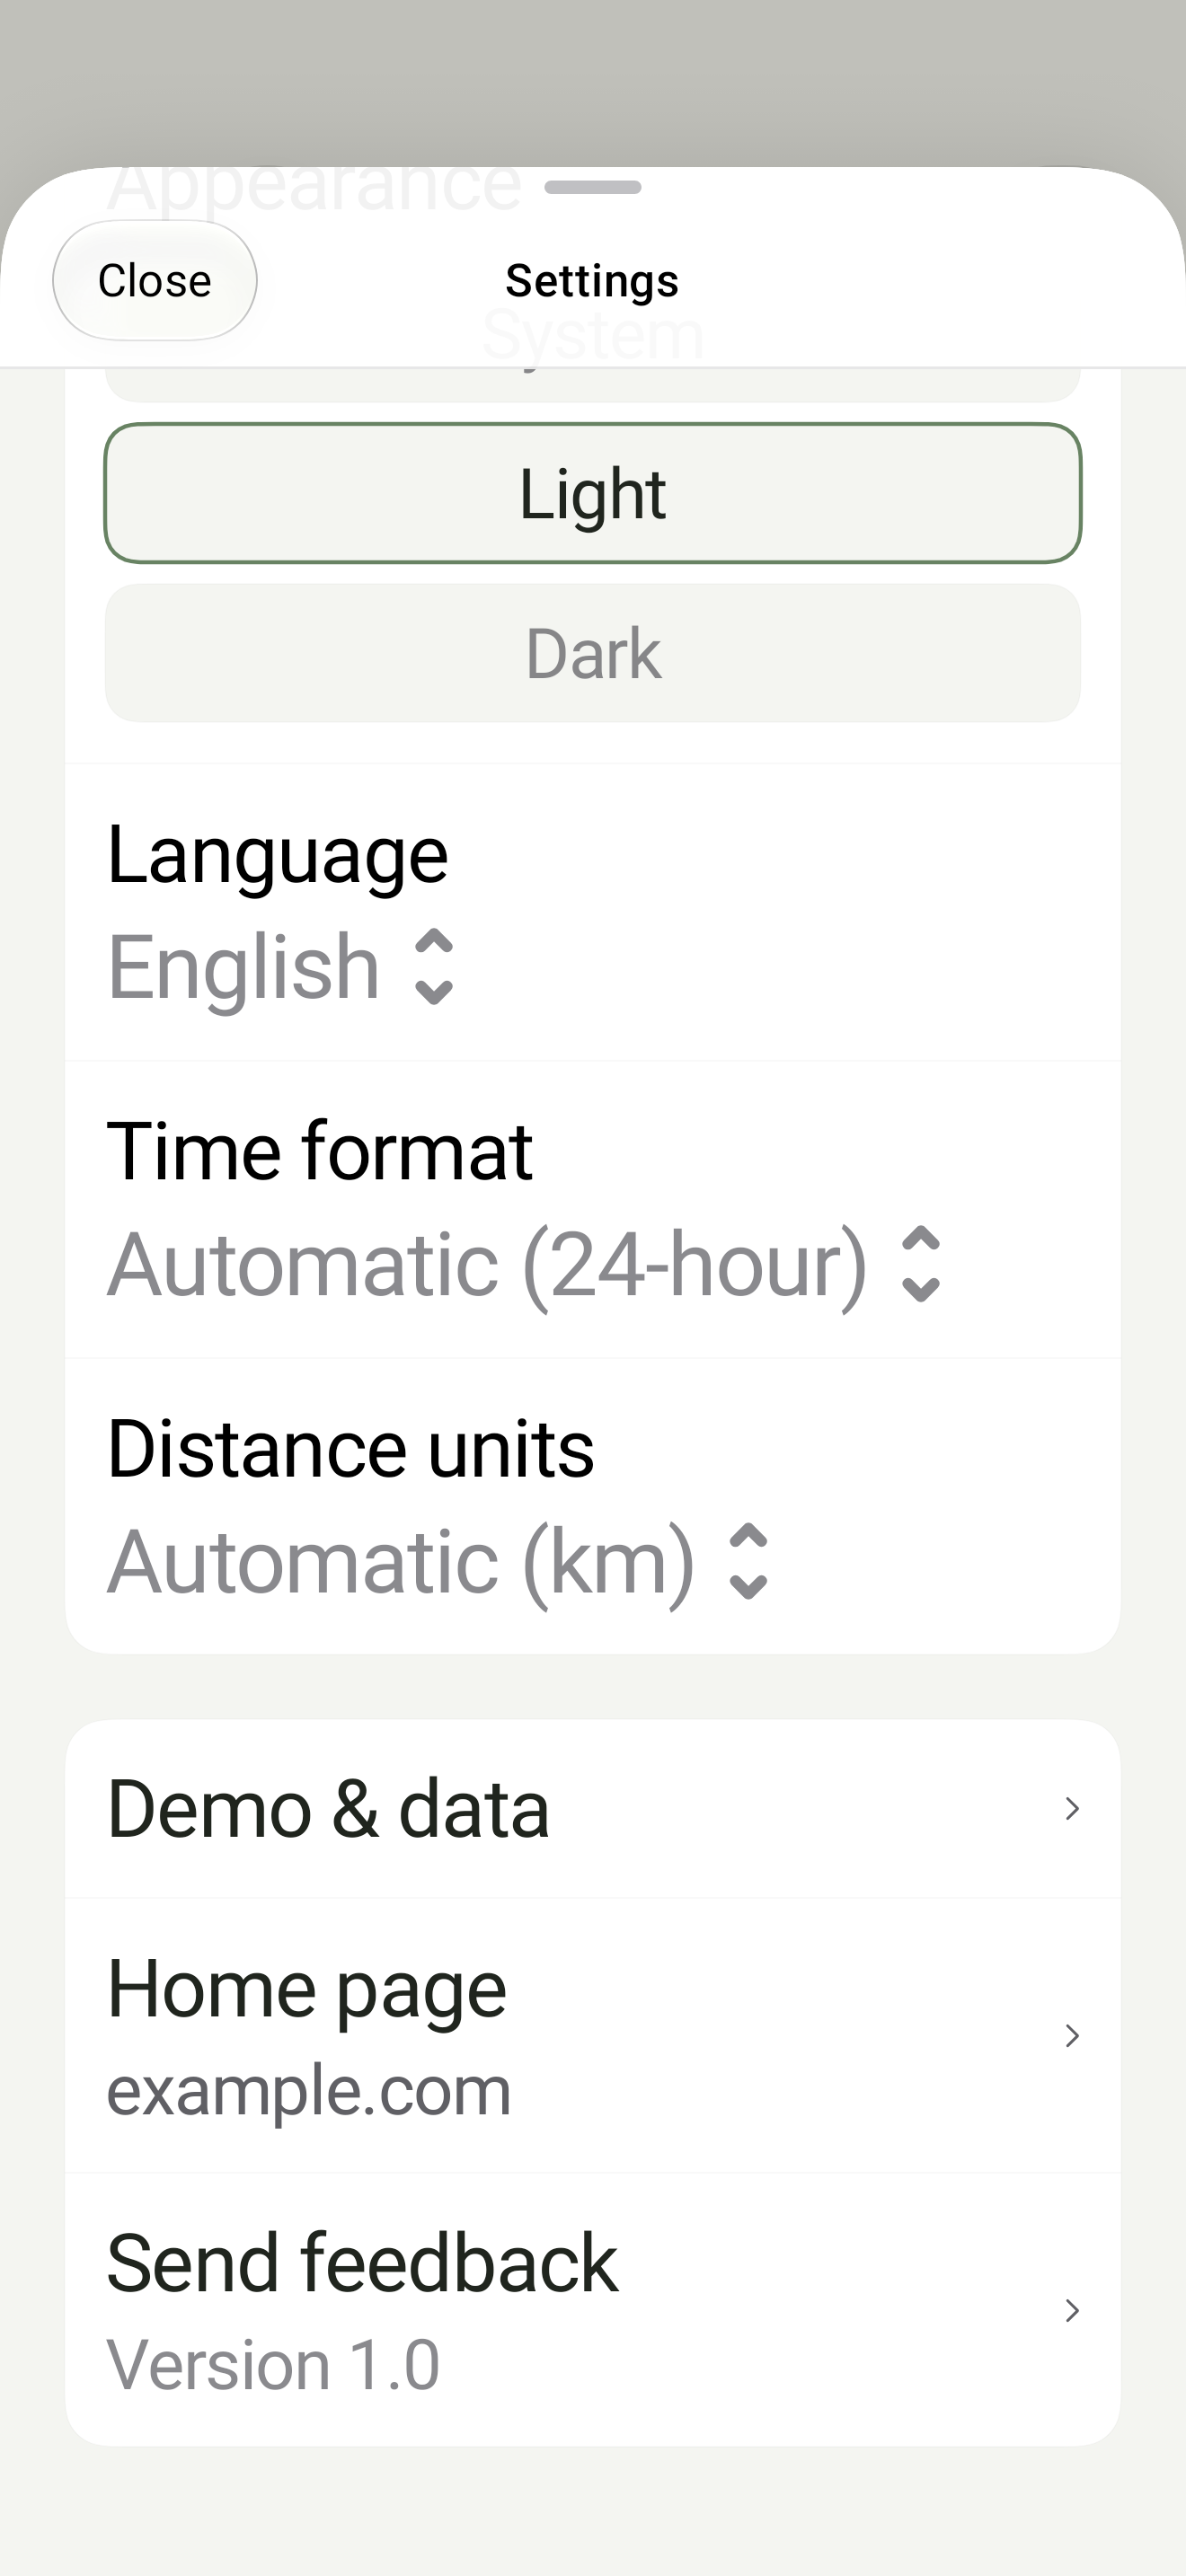 Appearance
Close
Settings
System
Light
Dark
Language
English
Time format
Automatic (24-hour)
Distance units
Automatic (km)
Demo & data
Home page
example.com
Send feedback
Version 1.0